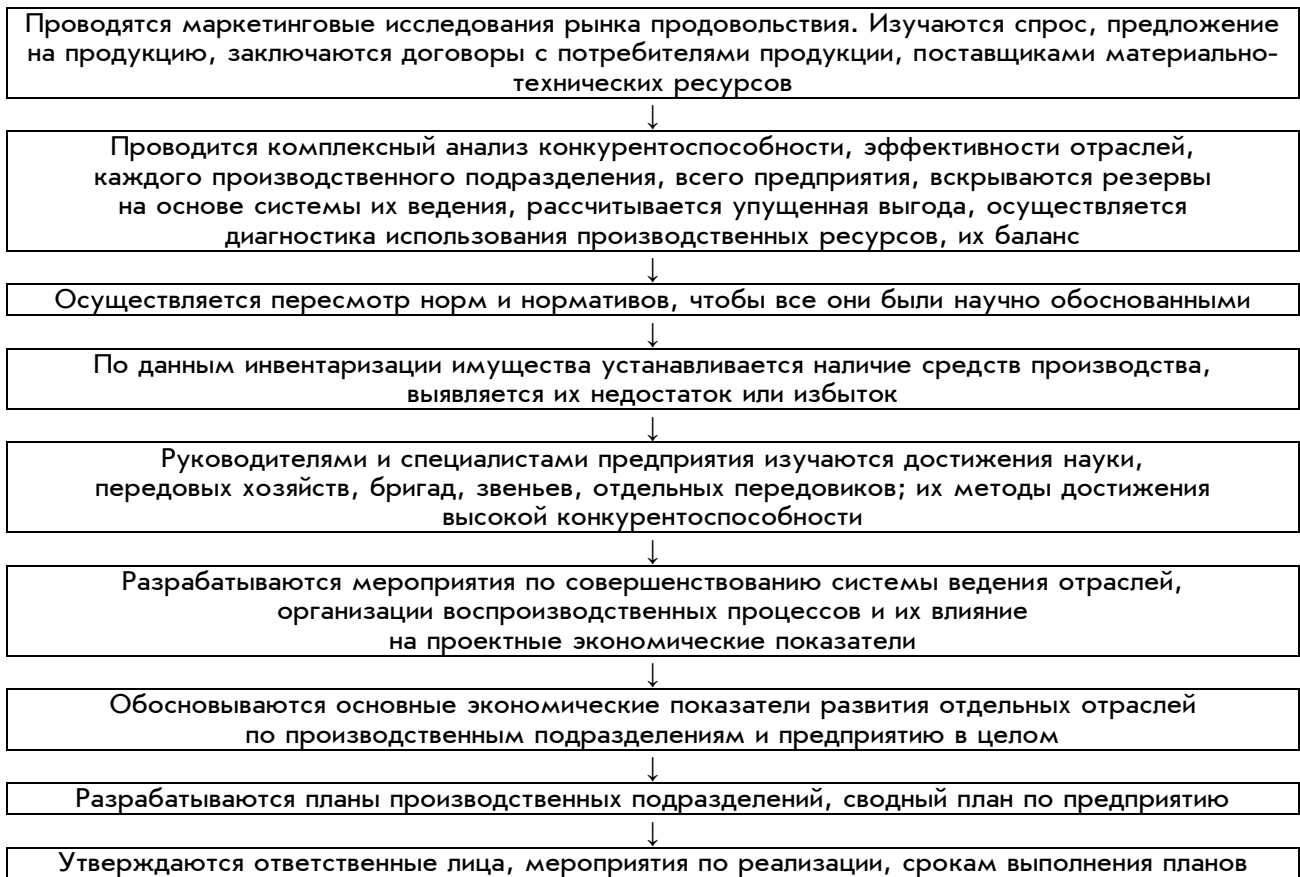 Проводятся маркетинговые исследования рынка продовольствия. Изучаются спрос, предложение
на продукцию, заключаются договоры с потребителями продукции, поставщиками материально-
технических ресурсов
↓
Проводится комплексный анализ конкурентоспособности, эффективности отраслей,
каждого производственного подразделения, всего предприятия, вскрываются резервы
на основе системы их ведения, рассчитывается упущенная выгода, осуществляется
диагностика использования производственных ресурсов, их баланс
↓
Осуществляется пересмотр норм и нормативов, чтобы все они были научно обоснованными
↓
По данным инвентаризации имущества устанавливается наличие средств производства,
выявляется их недостаток или избыток
↓
Руководителями и специалистами предприятия изучаются достижения науки,
передовых хозяйств, бригад, звеньев, отдельных передовиков; их методы достижения
высокой конкурентоспособности
↓
Разрабатываются мероприятия по совершенствованию системы ведения отраслей,
организации воспроизводственных процессов и их влияние
на проектные экономические показатели
↓
Обосновываются основные экономические показатели развития отдельных отраслей
по производственным подразделениям и предприятию в целом
↓
Разрабатываются планы производственных подразделений, сводный план по предприятию
↓
Утверждаются ответственные лица, мероприятия по реализации, срокам выполнения планов